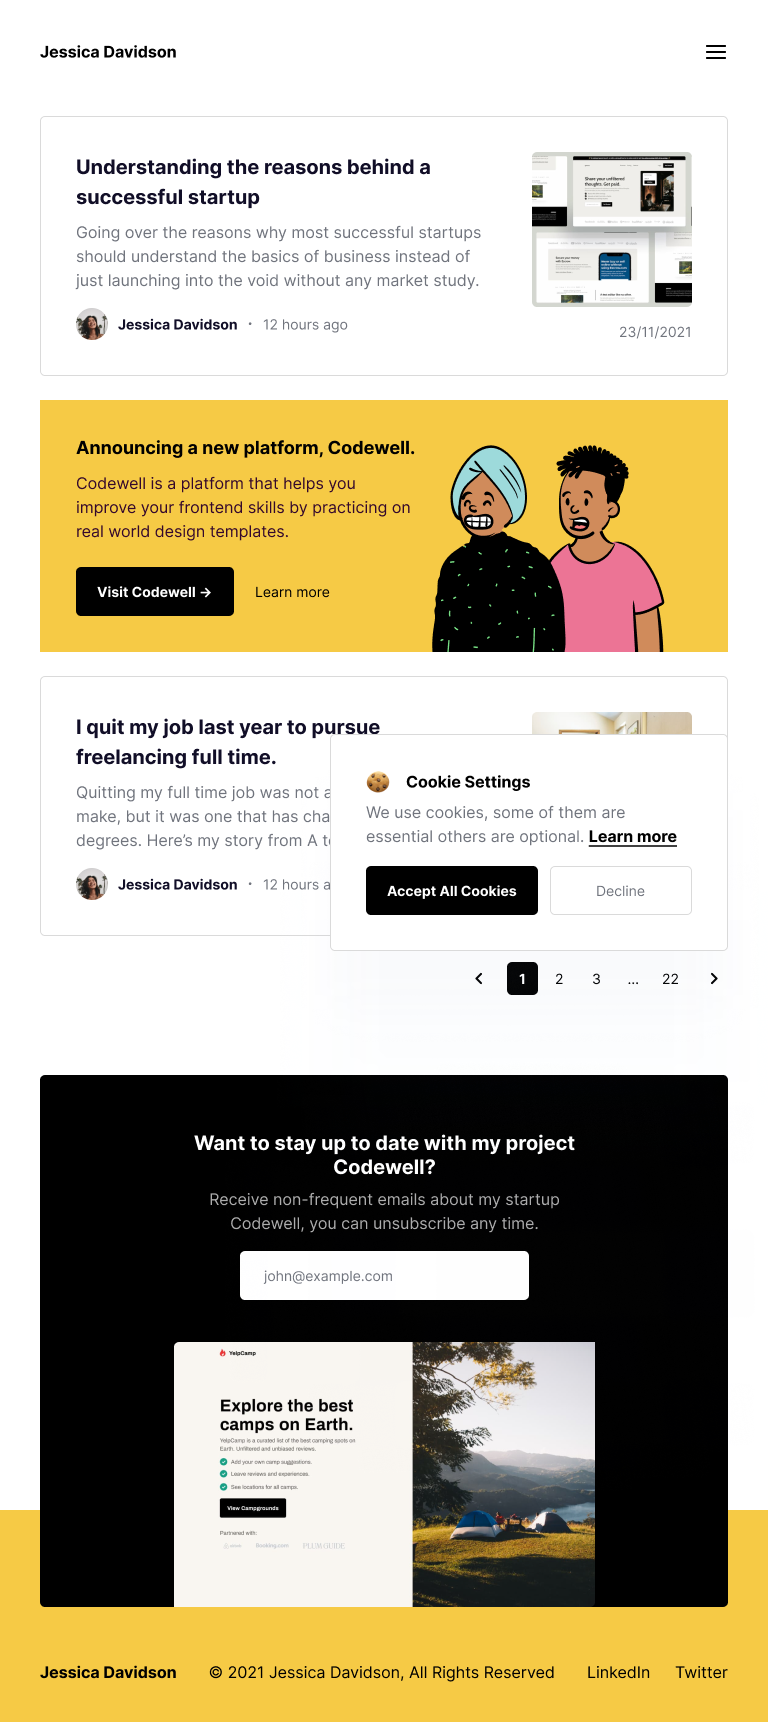 Jessica Davidson
Understanding the reasons behind a
successful startup
Going over the reasons why most successful startups
should understand the basics of business instead of
just launching into the void without any market study.
Jessica Davidson · 12 hours ago
Share your unfiltered
thoughts. Get paid.
23/11/2021
Announcing a new platform, Codewell.
Codewell is a platform that helps you
improve your frontend skills by practicing on
real world design templates.
Visit Codewell →
Learn more
I quit my job last year to pursue
freelancing full time.
Quitting my full time job was not a
make, but it was one that has cha
degrees. Here’s my story from A to
Jessica Davidson · 12 hours a
Cookie Settings
We use cookies, some of them are
essential others are optional. Learn more
Accept All Cookies
Decline
1 2 3 ... 22
Want to stay up to date with my project
Codewell?
Receive non-frequent emails about my startup
Codewell, you can unsubscribe any time.
john@example.com
YelpCamp
Explore the best
camps on Earth.
YelpCamp is a curated list of the best camping spots on
Earth. Unfiltered and unbiased reviews.
Add your own camp suggestions.
Leave reviews and experiences.
See locations for all camps.
View Campgrounds
Partnered with:
airbnb Booking.com PLUM GUIDE
Jessica Davidson
© 2021 Jessica Davidson, All Rights Reserved
LinkedIn
Twitter